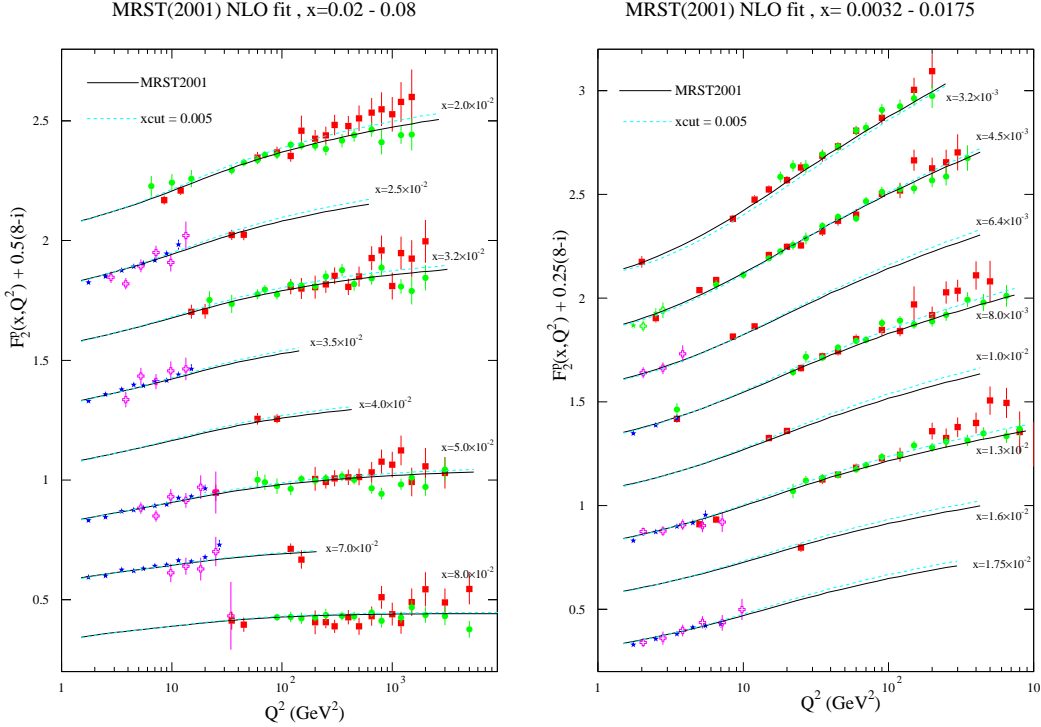 MRST(2001) NLO fit , x=0.02 - 0.08
F₂ᵖ(x,Q²) + 0.5(8-i)
MRST2001
xcut = 0.005
x=2.0×10⁻²
x=2.5×10⁻²
x=3.2×10⁻²
x=3.5×10⁻²
x=4.0×10⁻²
x=5.0×10⁻²
x=7.0×10⁻²
x=8.0×10⁻²
2.5
2
1.5
1
0.5
1
10
10²
10³
Q² (GeV²)
MRST(2001) NLO fit , x= 0.0032 - 0.0175
F₂ᵖ(x,Q²) + 0.25(8-i)
MRST2001
xcut = 0.005
x=3.2×10⁻³
x=4.5×10⁻³
x=6.4×10⁻³
x=8.0×10⁻³
x=1.0×10⁻²
x=1.3×10⁻²
x=1.6×10⁻²
x=1.75×10⁻²
3
2.5
2
1.5
1
0.5
1
10
10²
10³
Q² (GeV²)